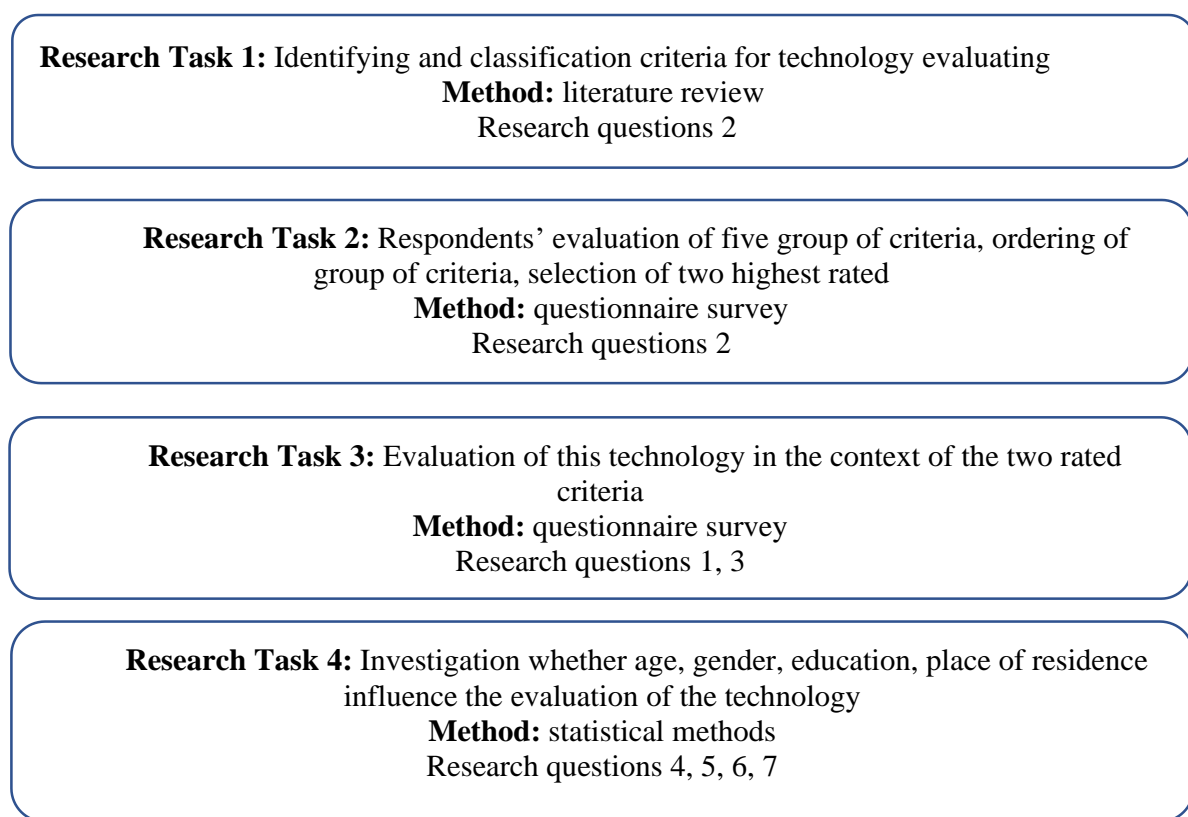 Research Task 1: Identifying and classification criteria for technology evaluating
Method: literature review
Research questions 2
Research Task 2: Respondents’ evaluation of five group of criteria, ordering of
group of criteria, selection of two highest rated
Method: questionnaire survey
Research questions 2
Research Task 3: Evaluation of this technology in the context of the two rated
criteria
Method: questionnaire survey
Research questions 1, 3
Research Task 4: Investigation whether age, gender, education, place of residence
influence the evaluation of the technology
Method: statistical methods
Research questions 4, 5, 6, 7